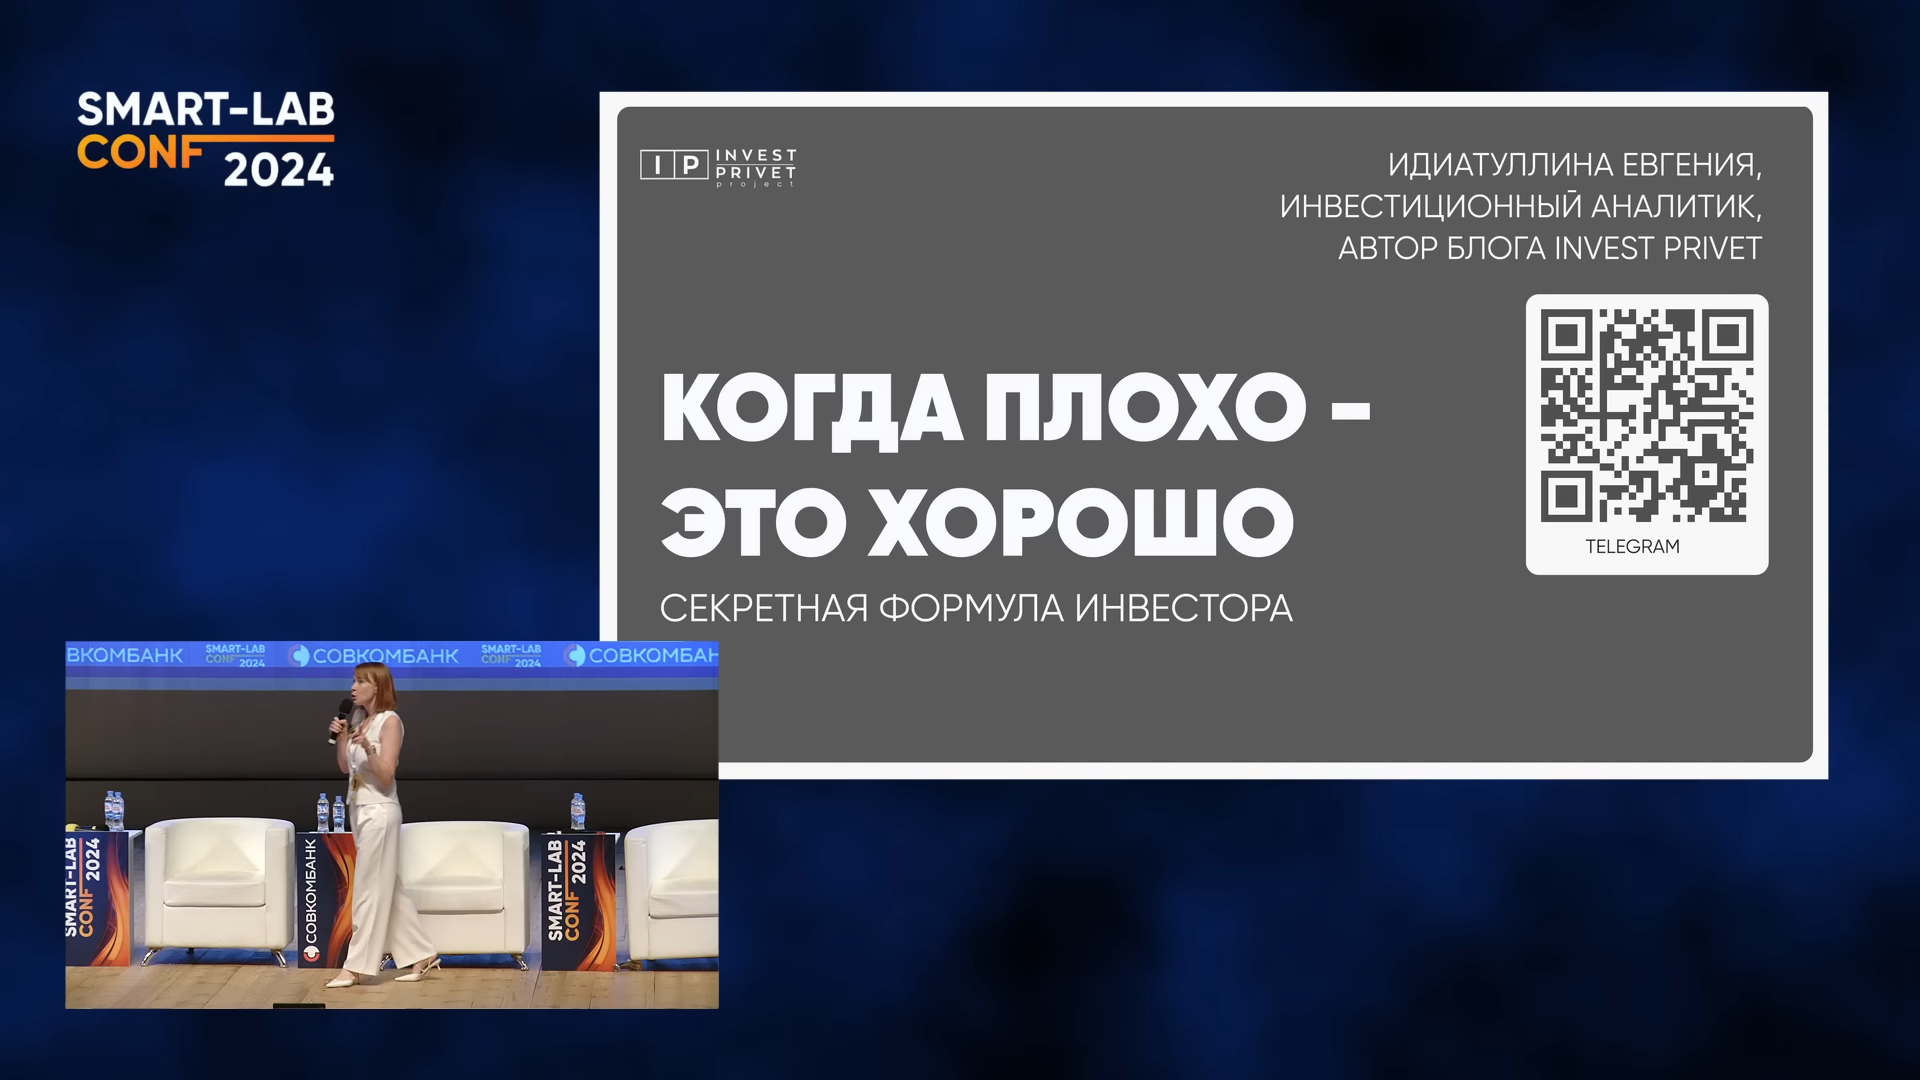 SMART-LAB
CONF
2024
IP INVEST
PRIVET
project
ИДИАТУЛЛИНА ЕВГЕНИЯ,
ИНВЕСТИЦИОННЫЙ АНАЛИТИК,
АВТОР БЛОГА INVEST PRIVET
КОГДА ПЛОХО –
ЭТО ХОРОШО
СЕКРЕТНАЯ ФОРМУЛА ИНВЕСТОРА
TELEGRAM
ВКОМБАНК
SMART-LAB
CONF 2024
СОВКОМБАНК
SMART-LAB
CONF 2024
СОВКОМБАН
SMART-LAB
CONF 2024
СОВКОМБАНК
SMART-LAB
CONF 2024